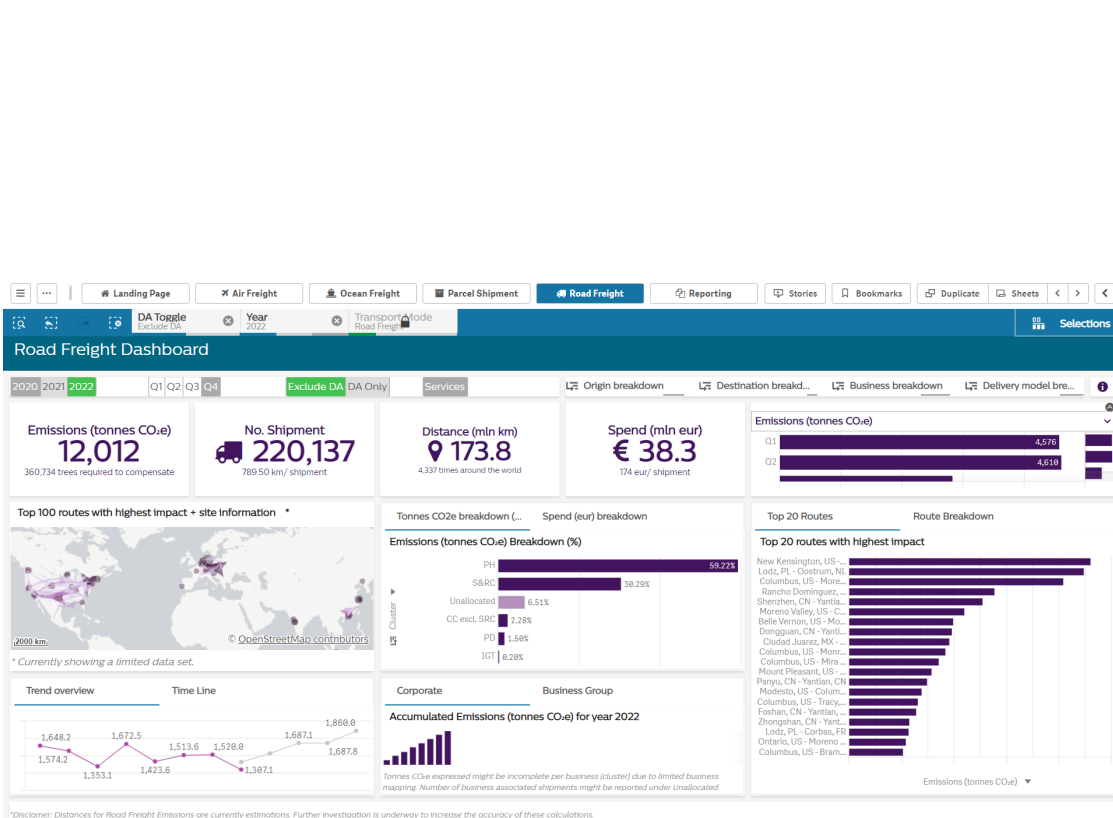 Landing Page
Air Freight
Ocean Freight
Parcel Shipment
Road Freight
Reporting
Stories
Bookmarks
Duplicate
Sheets
DA Toggle
Exclude DA
Year
2022
Transport Mode
Road Freight
Selections
Road Freight Dashboard
2020 2021 2022
Q1 Q2 Q3 Q4
Exclude DA DA Only
Services
Origin breakdown
Destination breakd...
Business breakdown
Delivery model bre...
Emissions (tonnes CO₂e)
12,012
360,734 trees required to compensate
No. Shipment
220,137
789.50 km/ shipment
Distance (mln km)
173.8
4,337 times around the world
Spend (mln eur)
€ 38.3
174 eur/ shipment
Emissions (tonnes CO₂e)
Q1 4,576
Q2 4,610
Top 100 routes with highest impact + site information *
2000 km
© OpenStreetMap contributors
* Currently showing a limited data set.
Tonnes CO2e breakdown (...
Spend (eur) breakdown
Emissions (tonnes CO₂e) Breakdown (%)
Cluster
PH 59.22%
S&RC 30.29%
Unallocated 6.51%
CC excl. SRC 2.28%
PD 1.50%
IGT 0.20%
Top 20 Routes
Route Breakdown
Top 20 routes with highest impact
New Kensington, US -...
Lodz, PL - Oostrum, NL
Columbus, US - More...
Rancho Dominguez, ...
Shenzhen, CN - Yantia...
Moreno Valley, US - C...
Belle Vernon, US - Mo...
Dongguan, CN - Yanti...
Ciudad Juarez, MX - ...
Columbus, US - Monr...
Columbus, US - Mira ...
Mount Pleasant, US - ...
Panyu, CN - Yantian, CN
Modesto, US - Colum...
Columbus, US - Tracy,...
Foshan, CN - Yantian, ...
Zhongshan, CN - Yant...
Lodz, PL - Corbas, FR
Ontario, US - Moreno ...
Columbus, US - Bram...
Emissions (tonnes CO₂e)
Trend overview
Time Line
1,648.2
1,574.2
1,353.1
1,672.5
1,423.6
1,513.6
1,520.0
1,307.1
1,687.1
1,860.0
1,687.8
Corporate
Business Group
Accumulated Emissions (tonnes CO₂e) for year 2022
Tonnes CO₂e expressed might be incomplete per business (cluster) due to limited business
mapping. Number of business associated shipments might be reported under Unallocated.
*Disclamer: Distances for Road Freight Emissions are currently estimations. Further investigation is underway to increase the accuracy of these calculations.